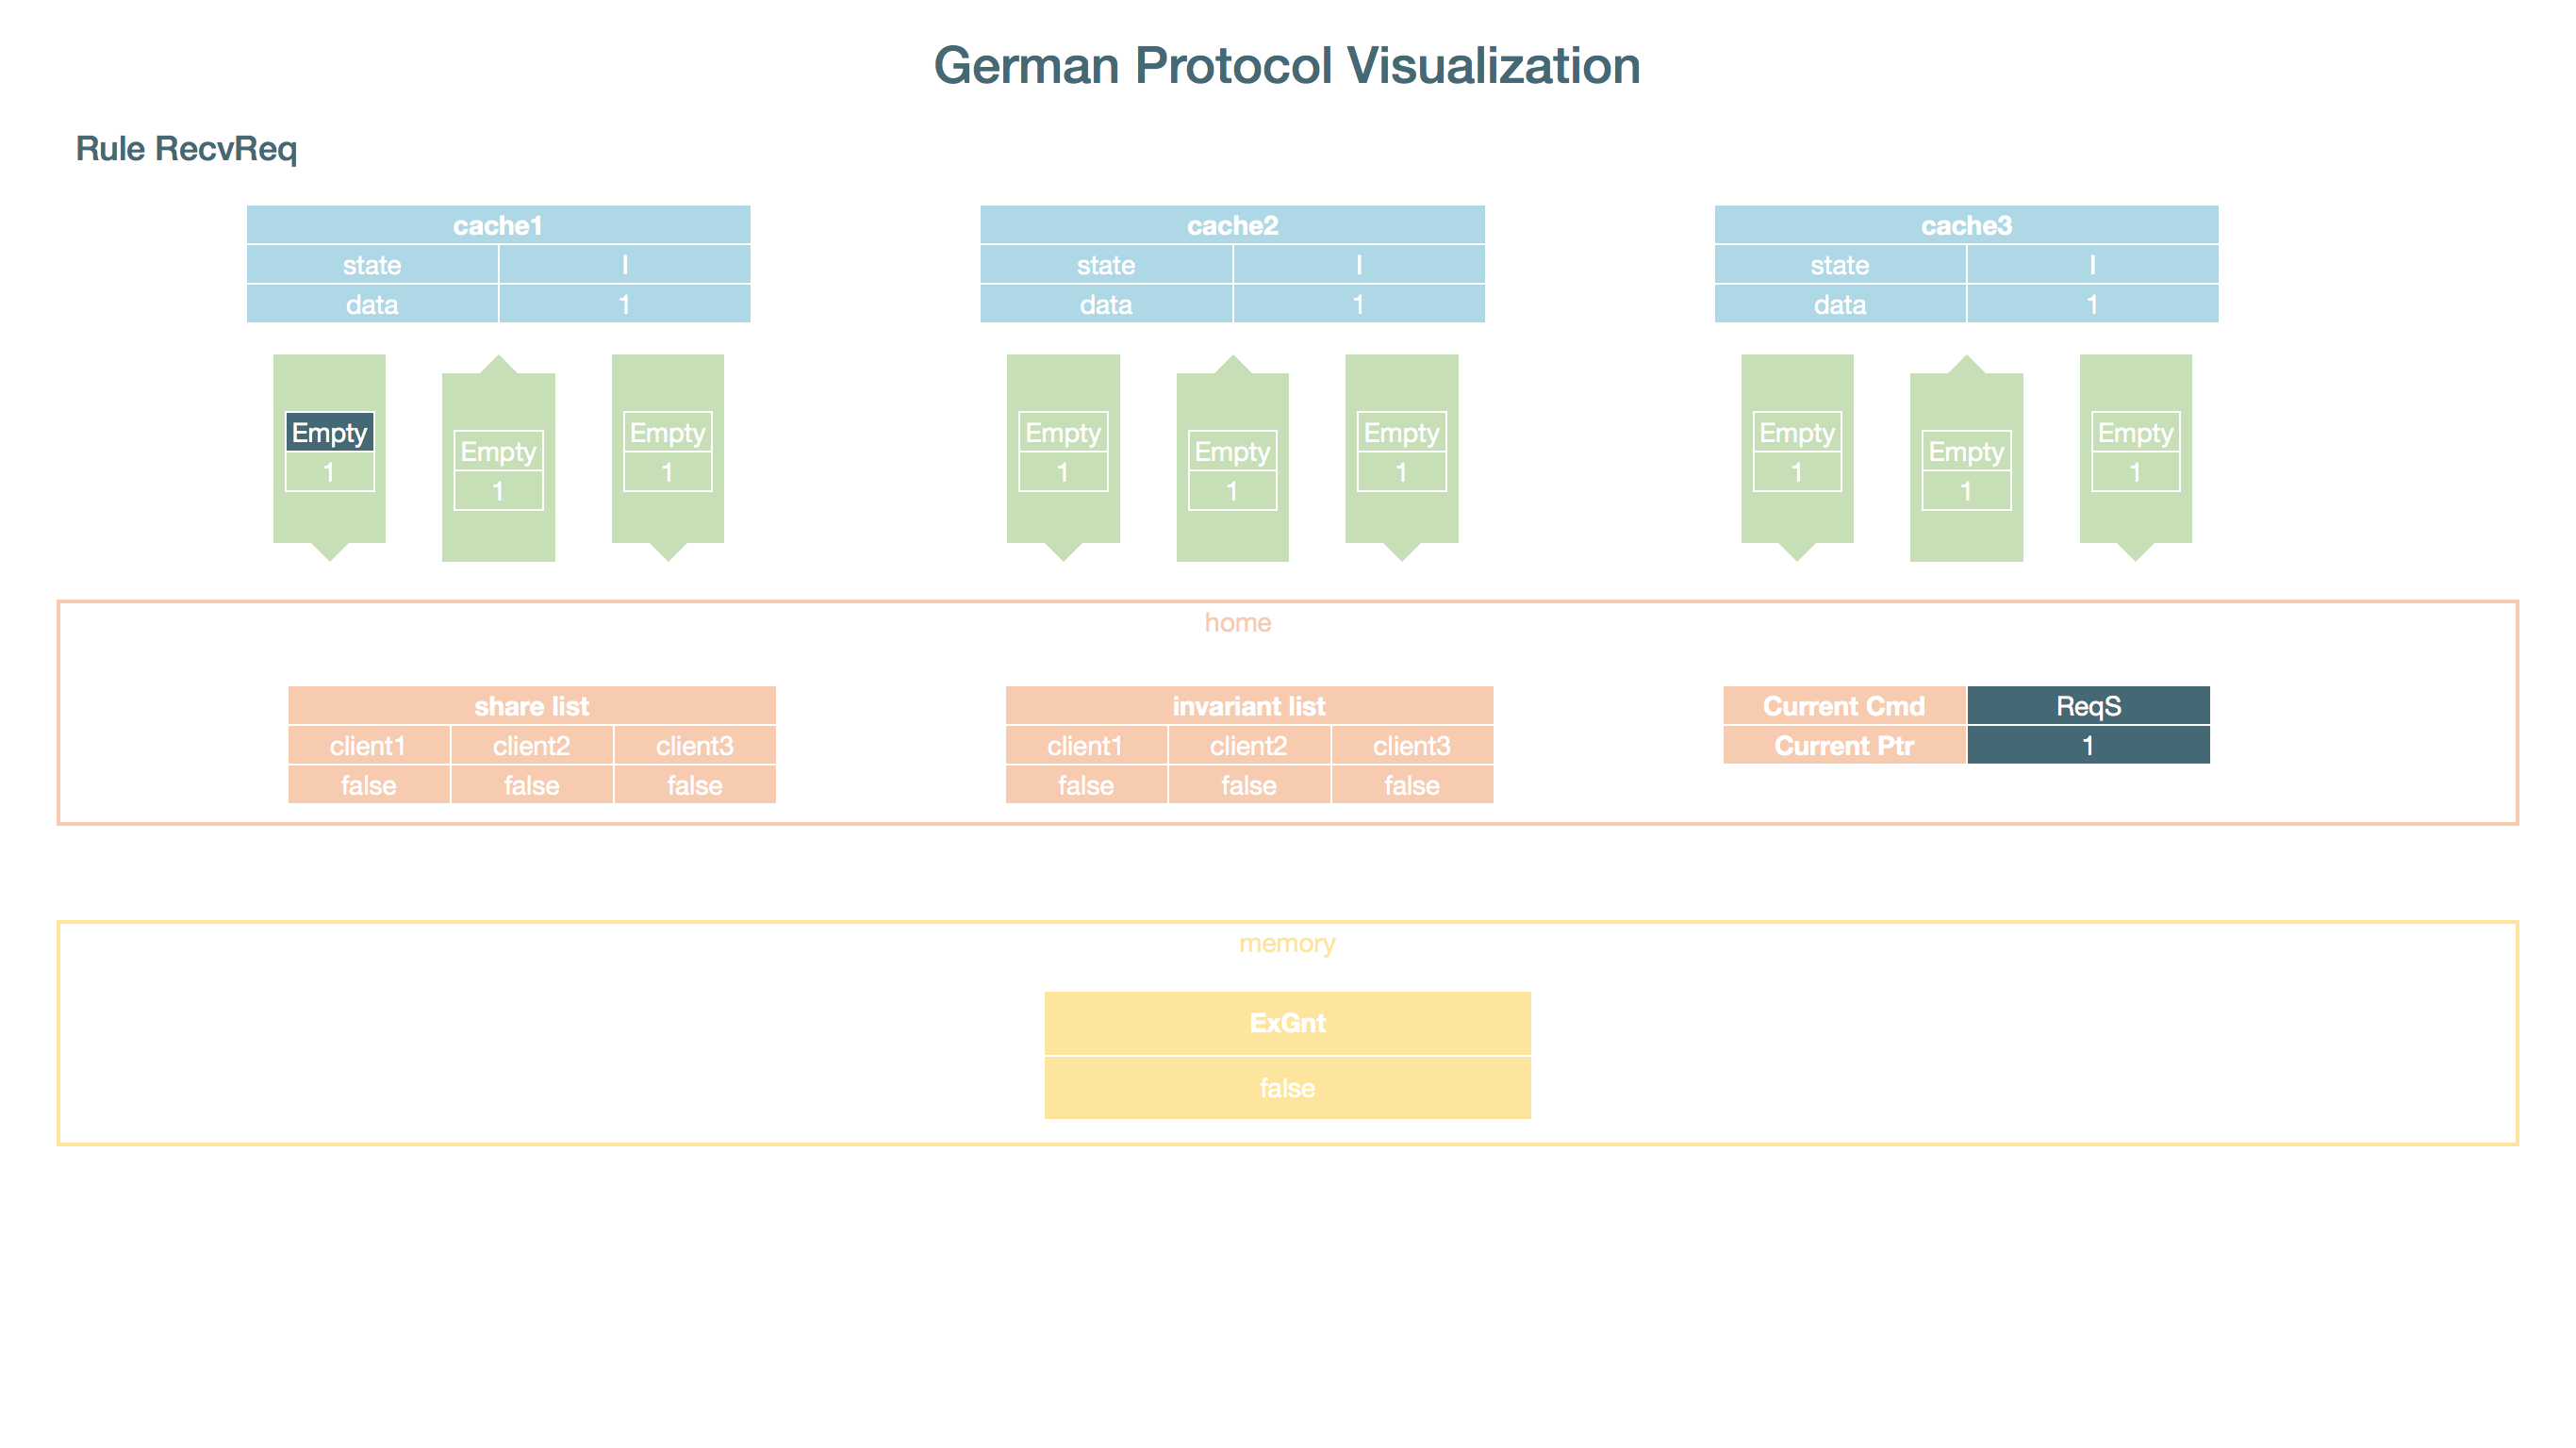 German Protocol Visualization
Rule RecvReq
cache1
state I
data 1
cache2
state I
data 1
cache3
state I
data 1
Empty
1
Empty
1
Empty
1
Empty
1
Empty
1
Empty
1
Empty
1
Empty
1
Empty
1
home
share list
client1 client2 client3
false false false
invariant list
client1 client2 client3
false false false
Current Cmd ReqS
Current Ptr 1
memory
ExGnt
false